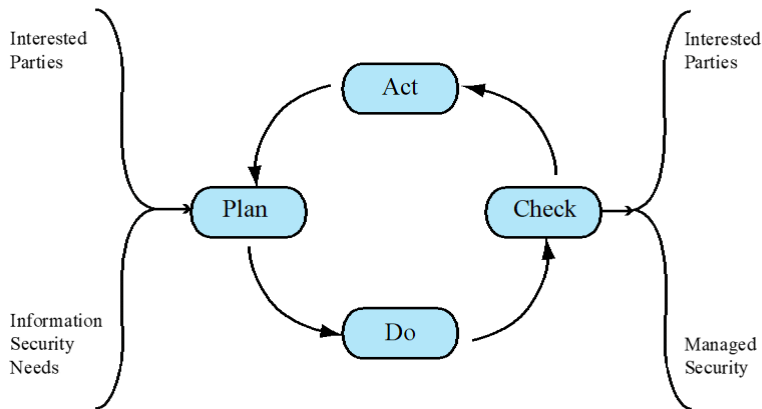 Interested
Parties
Act
Interested
Parties
Plan
Check
Information
Security
Needs
Do
Managed
Security